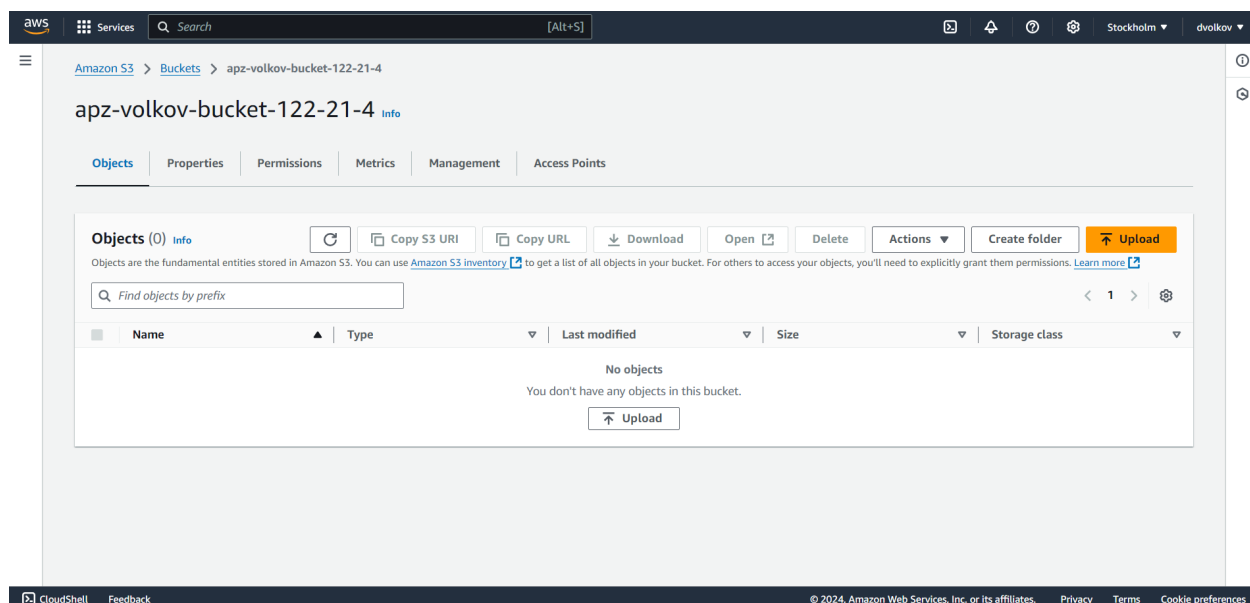 aws Services Search [Alt+S] Stockholm dvolkov
Amazon S3 > Buckets > apz-volkov-bucket-122-21-4
apz-volkov-bucket-122-21-4 Info
Objects Properties Permissions Metrics Management Access Points
Objects (0) Info Copy S3 URI Copy URL Download Open Delete Actions Create folder Upload
Objects are the fundamental entities stored in Amazon S3. You can use Amazon S3 inventory to get a list of all objects in your bucket. For others to access your objects, you'll need to explicitly grant them permissions. Learn more
Find objects by prefix < 1 >
Name Type Last modified Size Storage class
No objects
You don't have any objects in this bucket.
Upload
CloudShell Feedback © 2024, Amazon Web Services, Inc. or its affiliates. Privacy Terms Cookie preferences